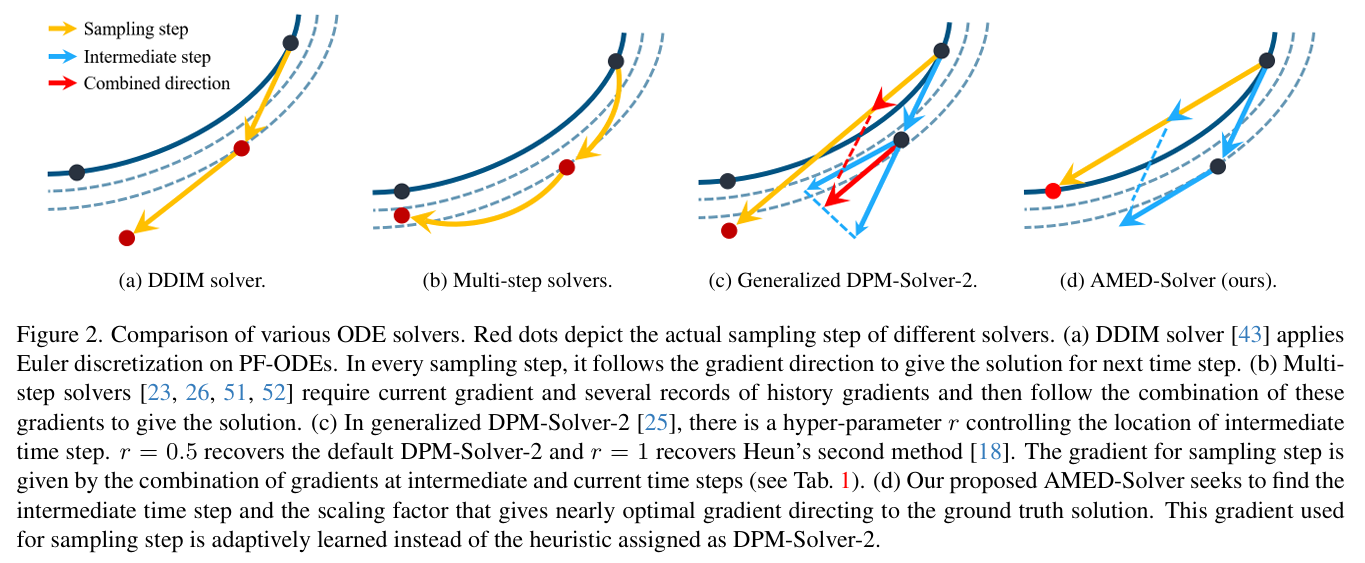 Sampling step
Intermediate step
Combined direction
(a) DDIM solver.
(b) Multi-step solvers.
(c) Generalized DPM-Solver-2.
(d) AMED-Solver (ours).
Figure 2. Comparison of various ODE solvers. Red dots depict the actual sampling step of different solvers. (a) DDIM solver [43] applies
Euler discretization on PF-ODEs. In every sampling step, it follows the gradient direction to give the solution for next time step. (b) Multi-
step solvers [23, 26, 51, 52] require current gradient and several records of history gradients and then follow the combination of these
gradients to give the solution. (c) In generalized DPM-Solver-2 [25], there is a hyper-parameter r controlling the location of intermediate
time step. r = 0.5 recovers the default DPM-Solver-2 and r = 1 recovers Heun's second method [18]. The gradient for sampling step is
given by the combination of gradients at intermediate and current time steps (see Tab. 1). (d) Our proposed AMED-Solver seeks to find the
intermediate time step and the scaling factor that gives nearly optimal gradient directing to the ground truth solution. This gradient used
for sampling step is adaptively learned instead of the heuristic assigned as DPM-Solver-2.